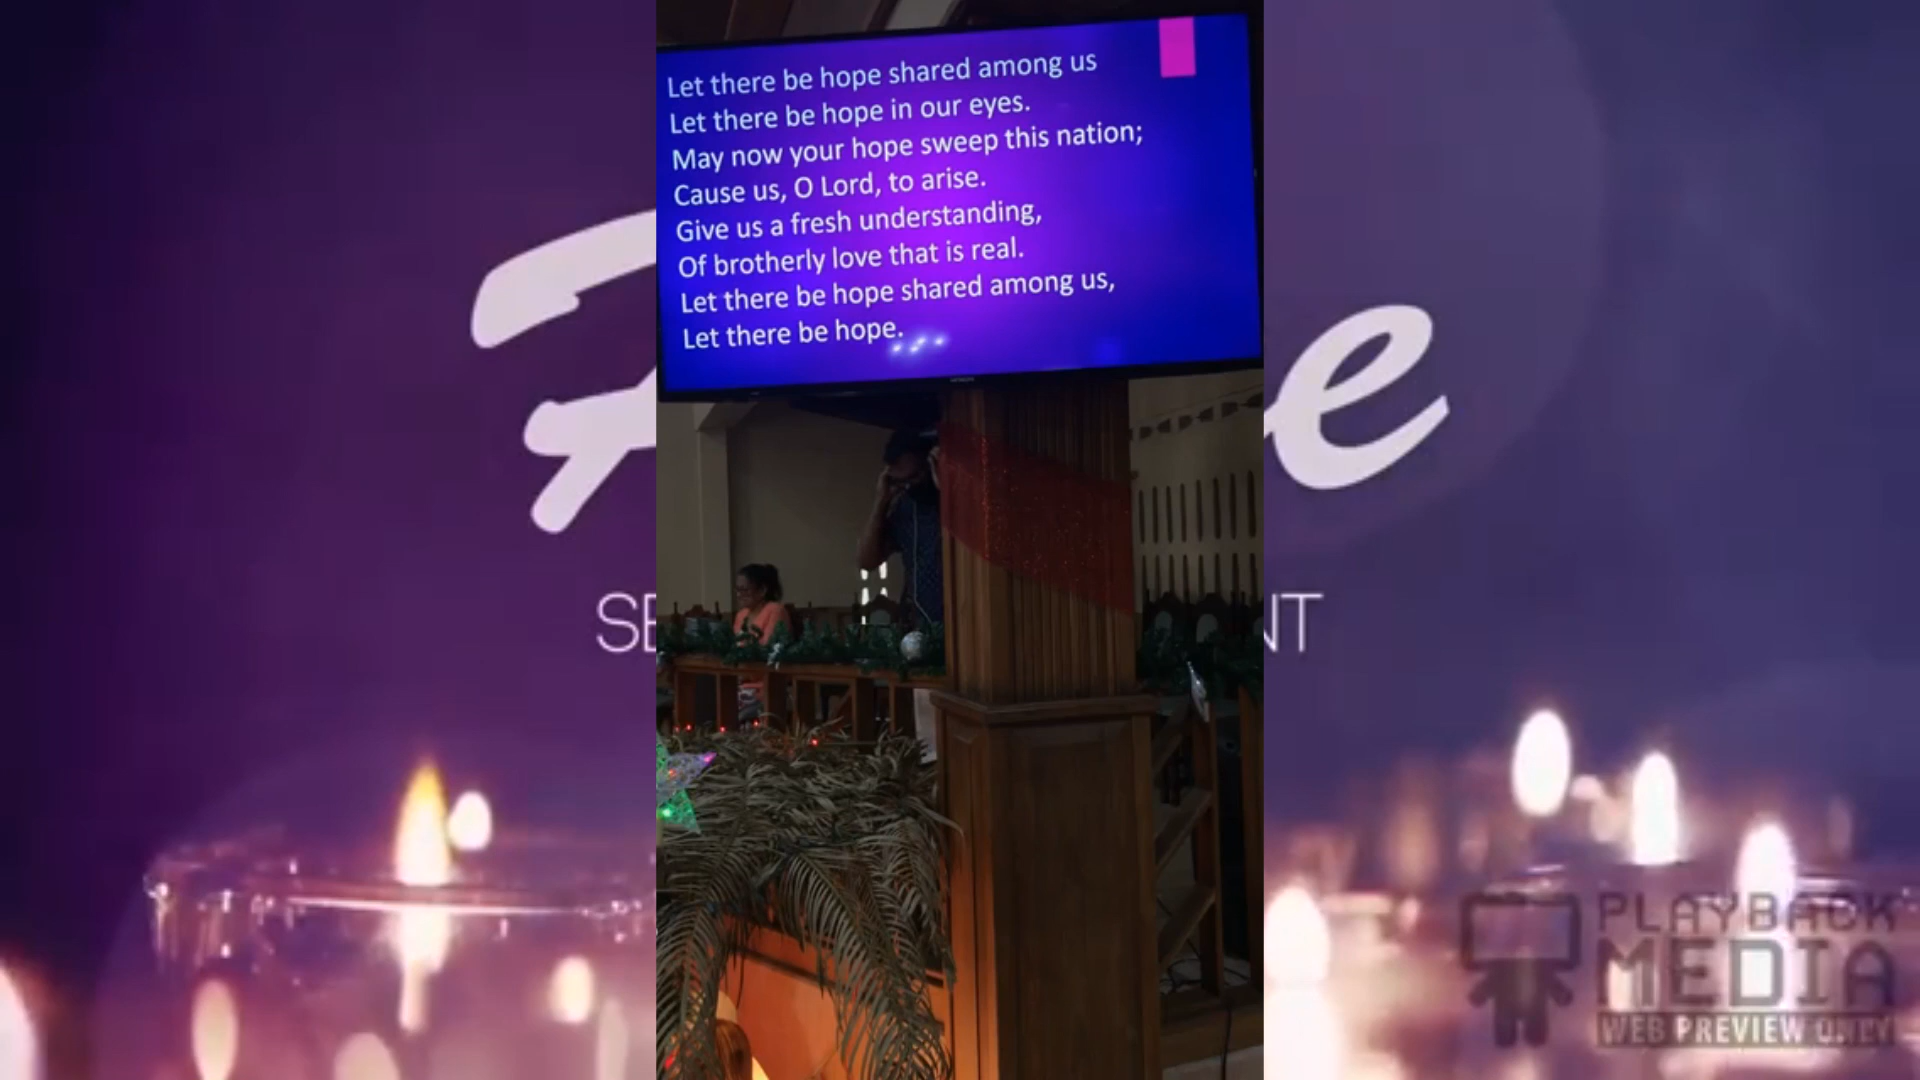 Let there be hope shared among us
Let there be hope in our eyes.
May now your hope sweep this nation;
Cause us, O Lord, to arise.
Give us a fresh understanding,
Of brotherly love that is real.
Let there be hope shared among us,
Let there be hope.
PLAYBACK
MEDIA
WEB PREVIEW ONLY